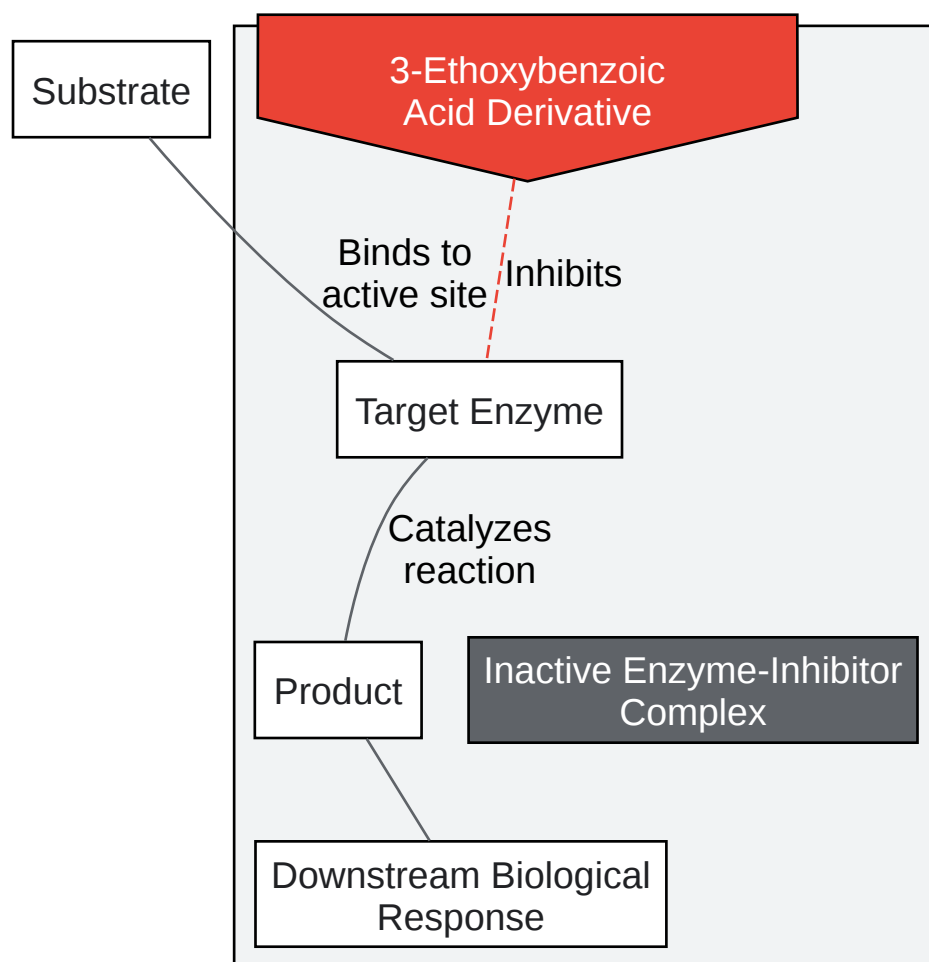 Substrate
3-Ethoxybenzoic
Acid Derivative
Binds to
active site
Inhibits
Target Enzyme
Catalyzes
reaction
Product
Inactive Enzyme-Inhibitor
Complex
Downstream Biological
Response